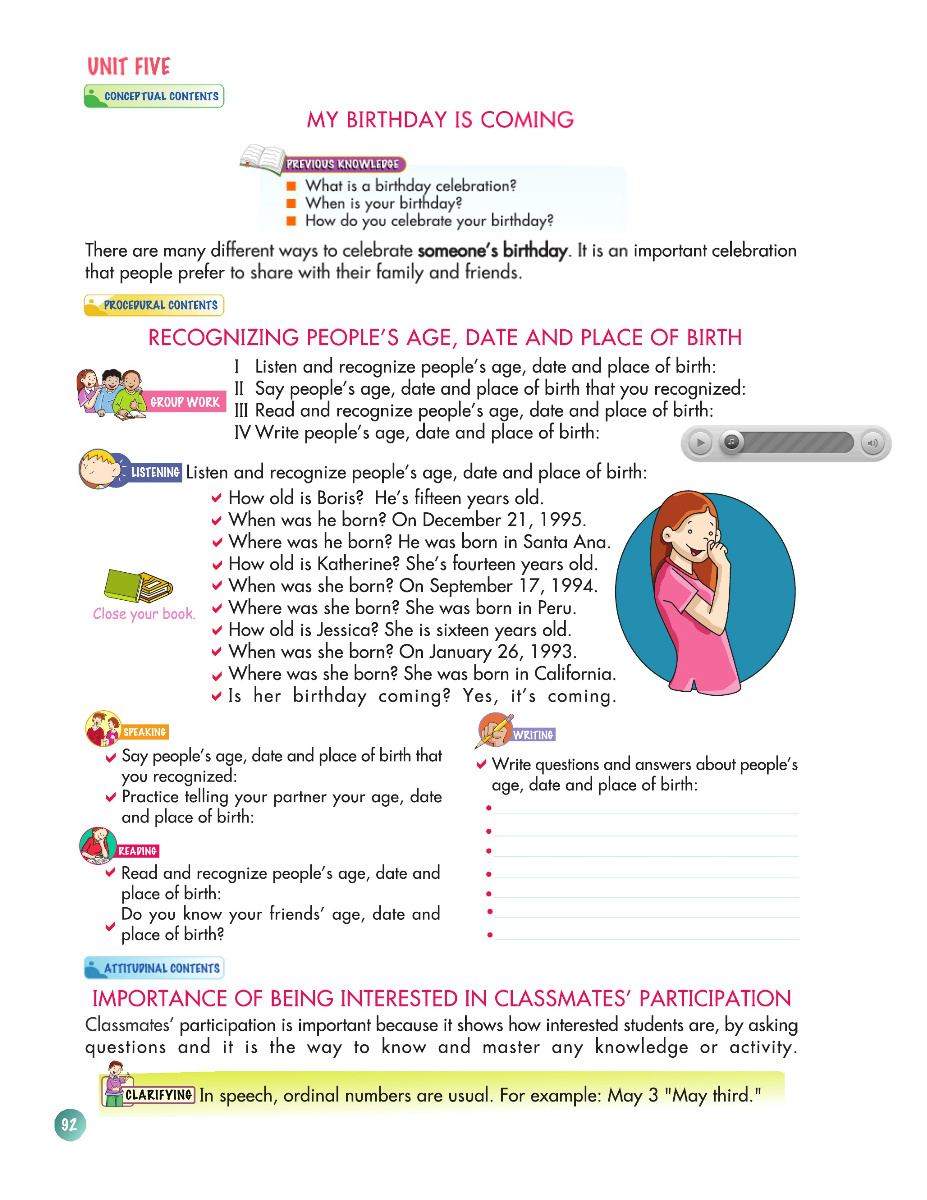 UNIT FIVE
CONCEPTUAL CONTENTS
MY BIRTHDAY IS COMING
PREVIOUS KNOWLEDGE
What is a birthday celebration?
When is your birthday?
How do you celebrate your birthday?
There are many different ways to celebrate someone's birthday. It is an important celebration
that people prefer to share with their family and friends.
PROCEDURAL CONTENTS
RECOGNIZING PEOPLE'S AGE, DATE AND PLACE OF BIRTH
GROUP WORK
I Listen and recognize people's age, date and place of birth:
II Say people's age, date and place of birth that you recognized:
III Read and recognize people's age, date and place of birth:
IV Write people's age, date and place of birth:
LISTENING Listen and recognize people's age, date and place of birth:
How old is Boris? He's fifteen years old.
When was he born? On December 21, 1995.
Where was he born? He was born in Santa Ana.
How old is Katherine? She's fourteen years old.
When was she born? On September 17, 1994.
Where was she born? She was born in Peru.
How old is Jessica? She is sixteen years old.
When was she born? On January 26, 1993.
Where was she born? She was born in California.
Is her birthday coming? Yes, it's coming.
Close your book.
SPEAKING
Say people's age, date and place of birth that
you recognized:
Practice telling your partner your age, date
and place of birth:
READING
Read and recognize people's age, date and
place of birth:
Do you know your friends' age, date and
place of birth?
WRITING
Write questions and answers about people's
age, date and place of birth:
ATTITUDINAL CONTENTS
IMPORTANCE OF BEING INTERESTED IN CLASSMATES' PARTICIPATION
Classmates' participation is important because it shows how interested students are, by asking
questions and it is the way to know and master any knowledge or activity.
CLARIFYING In speech, ordinal numbers are usual. For example: May 3 "May third."
92